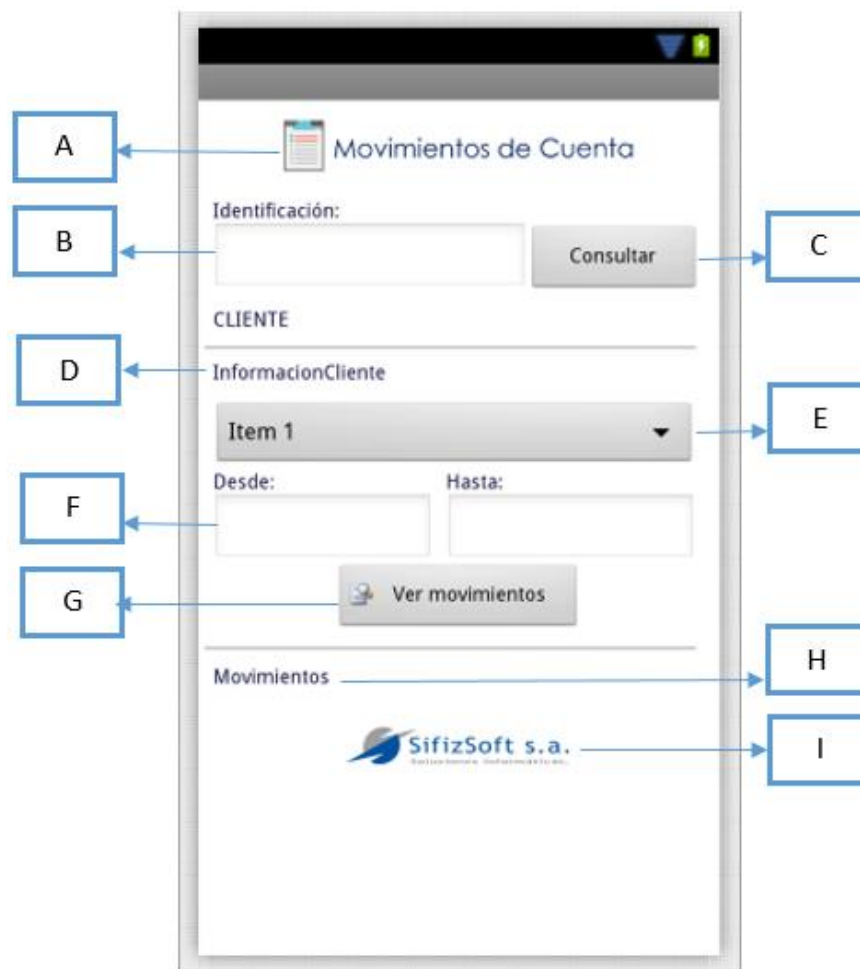 A
Movimientos de Cuenta
Identificación:
B
Consultar
C
CLIENTE
D
InformacionCliente
Item 1
E
Desde:
Hasta:
F
G
Ver movimientos
H
Movimientos
SifizSoft s.a.
I